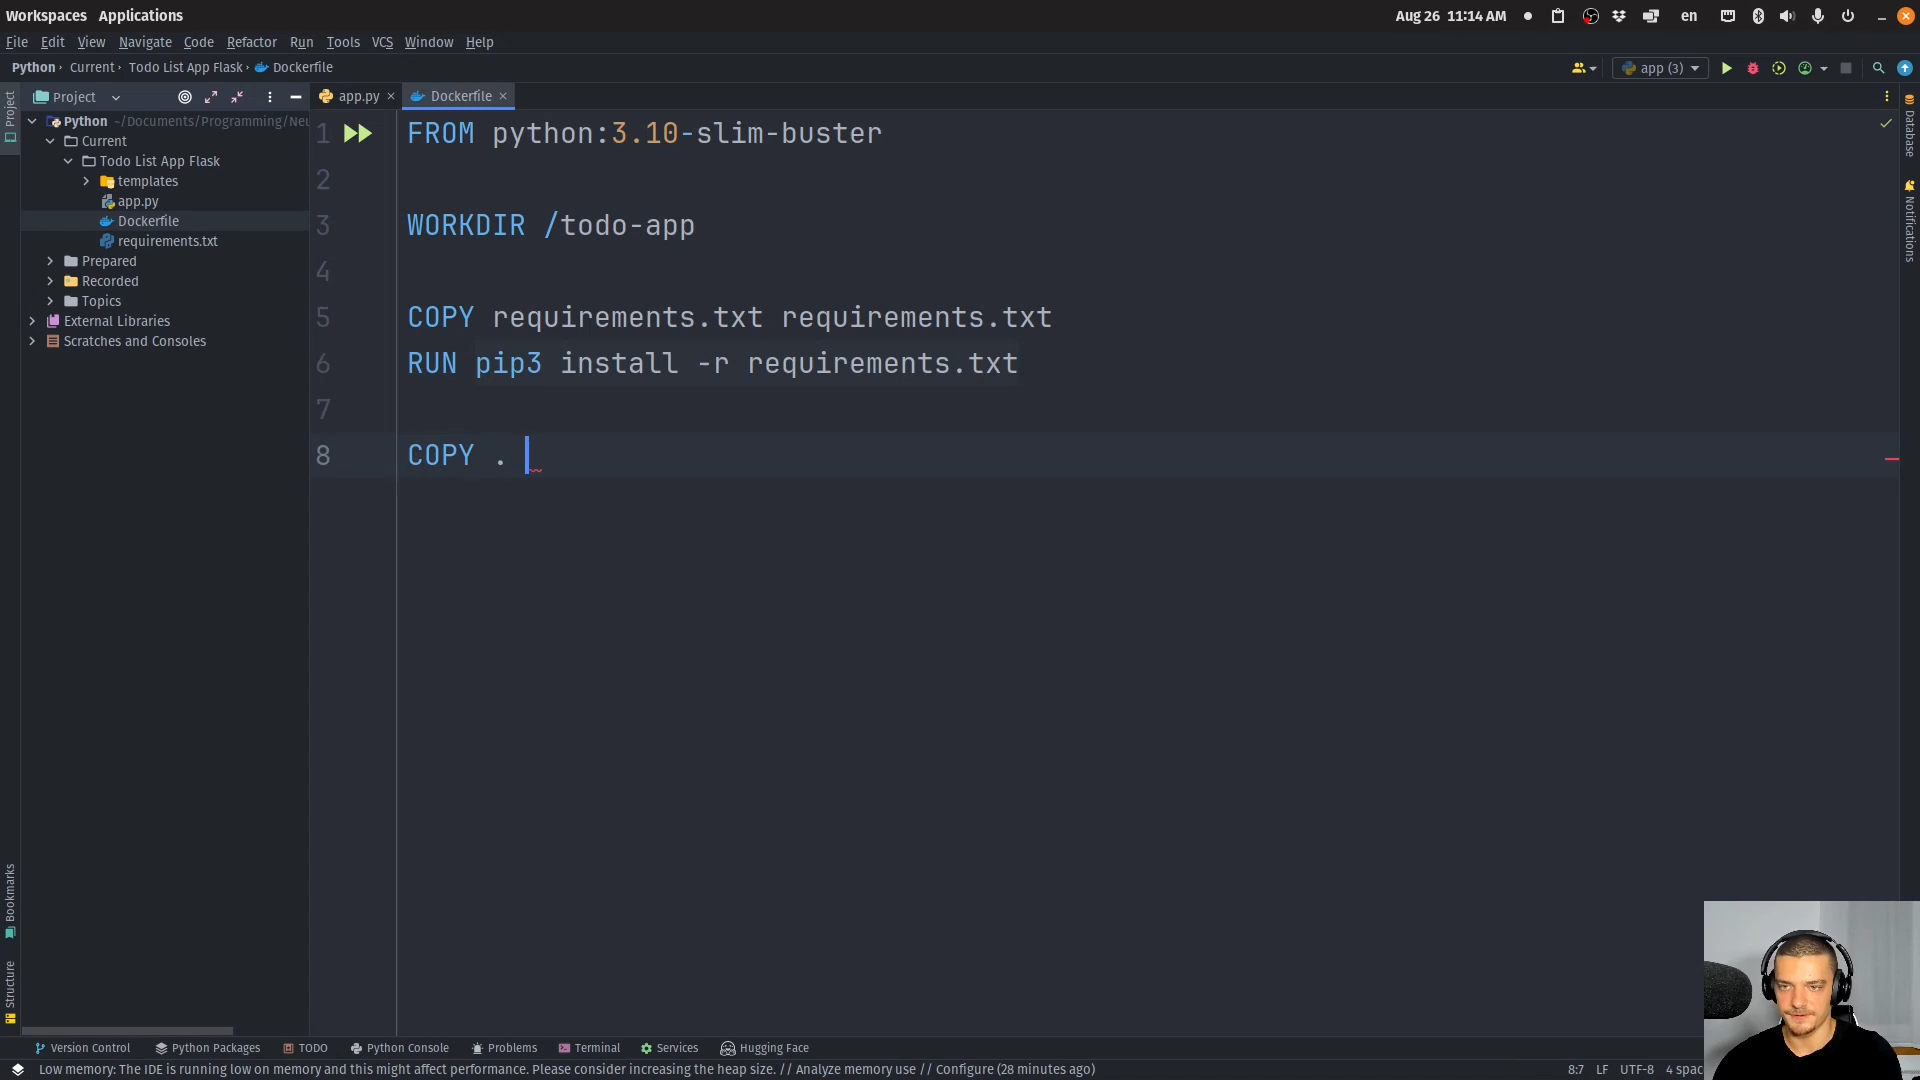 Workspaces Applications
Aug 26 11:14 AM
en
File Edit View Navigate Code Refactor Run Tools VCS Window Help
Python Current Todo List App Flask Dockerfile
app (3)
Project
app.py
Dockerfile
Project
Python ~/Documents/Programming/Neu
Current
Todo List App Flask
templates
app.py
Dockerfile
requirements.txt
Prepared
Recorded
Topics
External Libraries
Scratches and Consoles
1 FROM python:3.10-slim-buster
2
3 WORKDIR /todo-app
4
5 COPY requirements.txt requirements.txt
6 RUN pip3 install -r requirements.txt
7
8 COPY .
Database
Notifications
Bookmarks
Structure
Version Control Python Packages TODO Python Console Problems Terminal Services Hugging Face
Low memory: The IDE is running low on memory and this might affect performance. Please consider increasing the heap size. // Analyze memory use // Configure (28 minutes ago)
8:7 LF UTF-8 4 spac